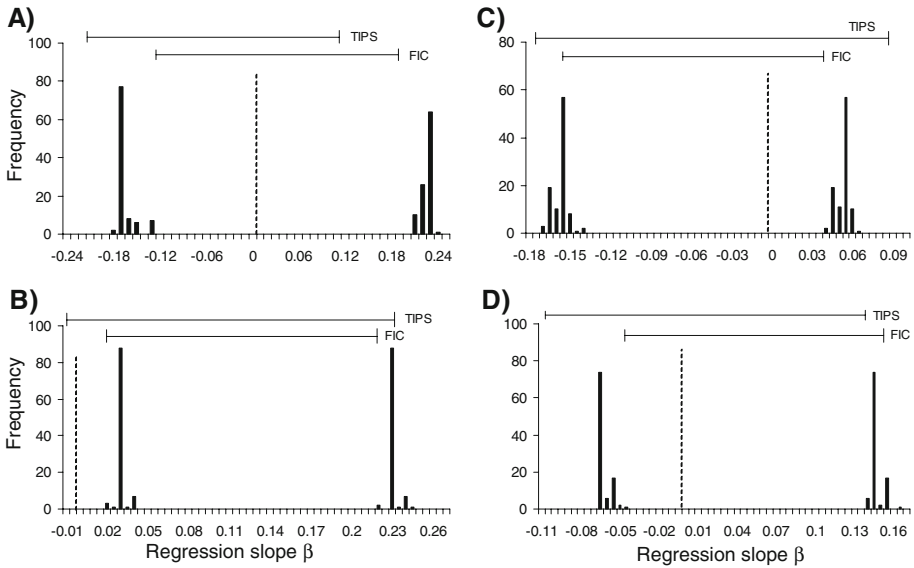 A)
TIPS
FIC
100
80
60
40
20
0
Frequency
-0.24 -0.18 -0.12 -0.06 0 0.06 0.12 0.18 0.24
C)
TIPS
FIC
80
60
40
20
0
-0.18 -0.15 -0.12 -0.09 -0.06 -0.03 0 0.03 0.06 0.09
B)
TIPS
FIC
100
80
60
40
20
0
Frequency
-0.01 0.02 0.05 0.08 0.11 0.14 0.17 0.2 0.23 0.26
Regression slope β
D)
TIPS
FIC
100
80
60
40
20
0
-0.11 -0.08 -0.05 -0.02 0.01 0.04 0.07 0.1 0.13 0.16
Regression slope β